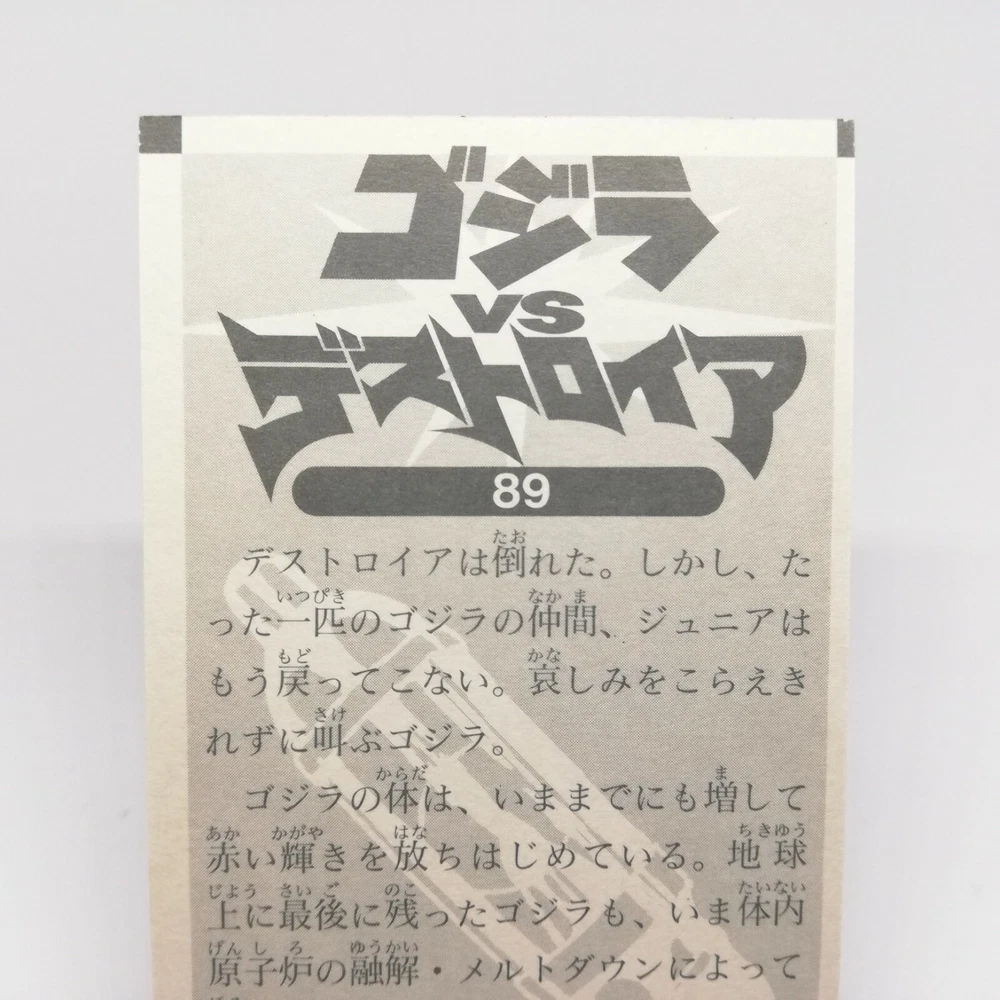 ゴジラ
VS
デストロイア
89
デストロイアは倒れた。しかし、た
った一匹のゴジラの仲間、ジュニアは
もう戻ってこない。哀しみをこらえき
れずに叫ぶゴジラ。
ゴジラの体は、いままでにも増して
赤い輝きを放ちはじめている。地球
上に最後に残ったゴジラも、いま体内
原子炉の融解・メルトダウンによって